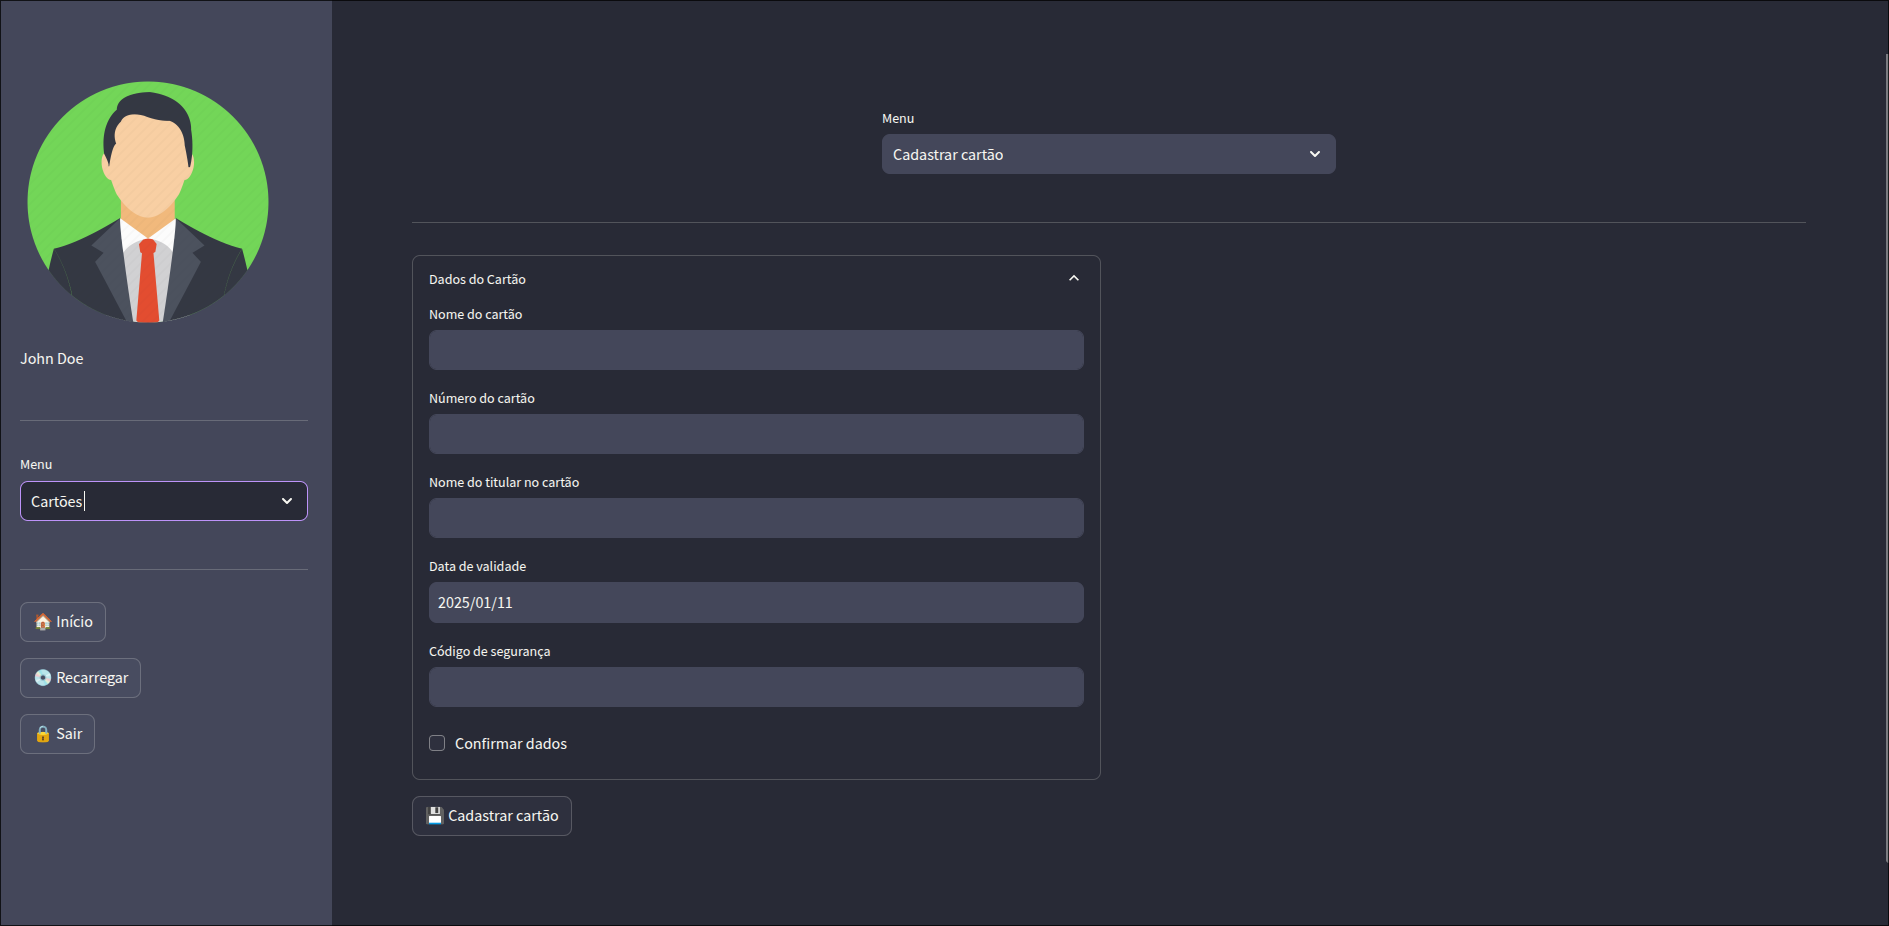 John Doe
Menu
Cartões
🏠 Início
💿 Recarregar
🔒 Sair
Menu
Cadastrar cartão
Dados do Cartão
Nome do cartão
Número do cartão
Nome do titular no cartão
Data de validade
2025/01/11
Código de segurança
Confirmar dados
💾 Cadastrar cartão